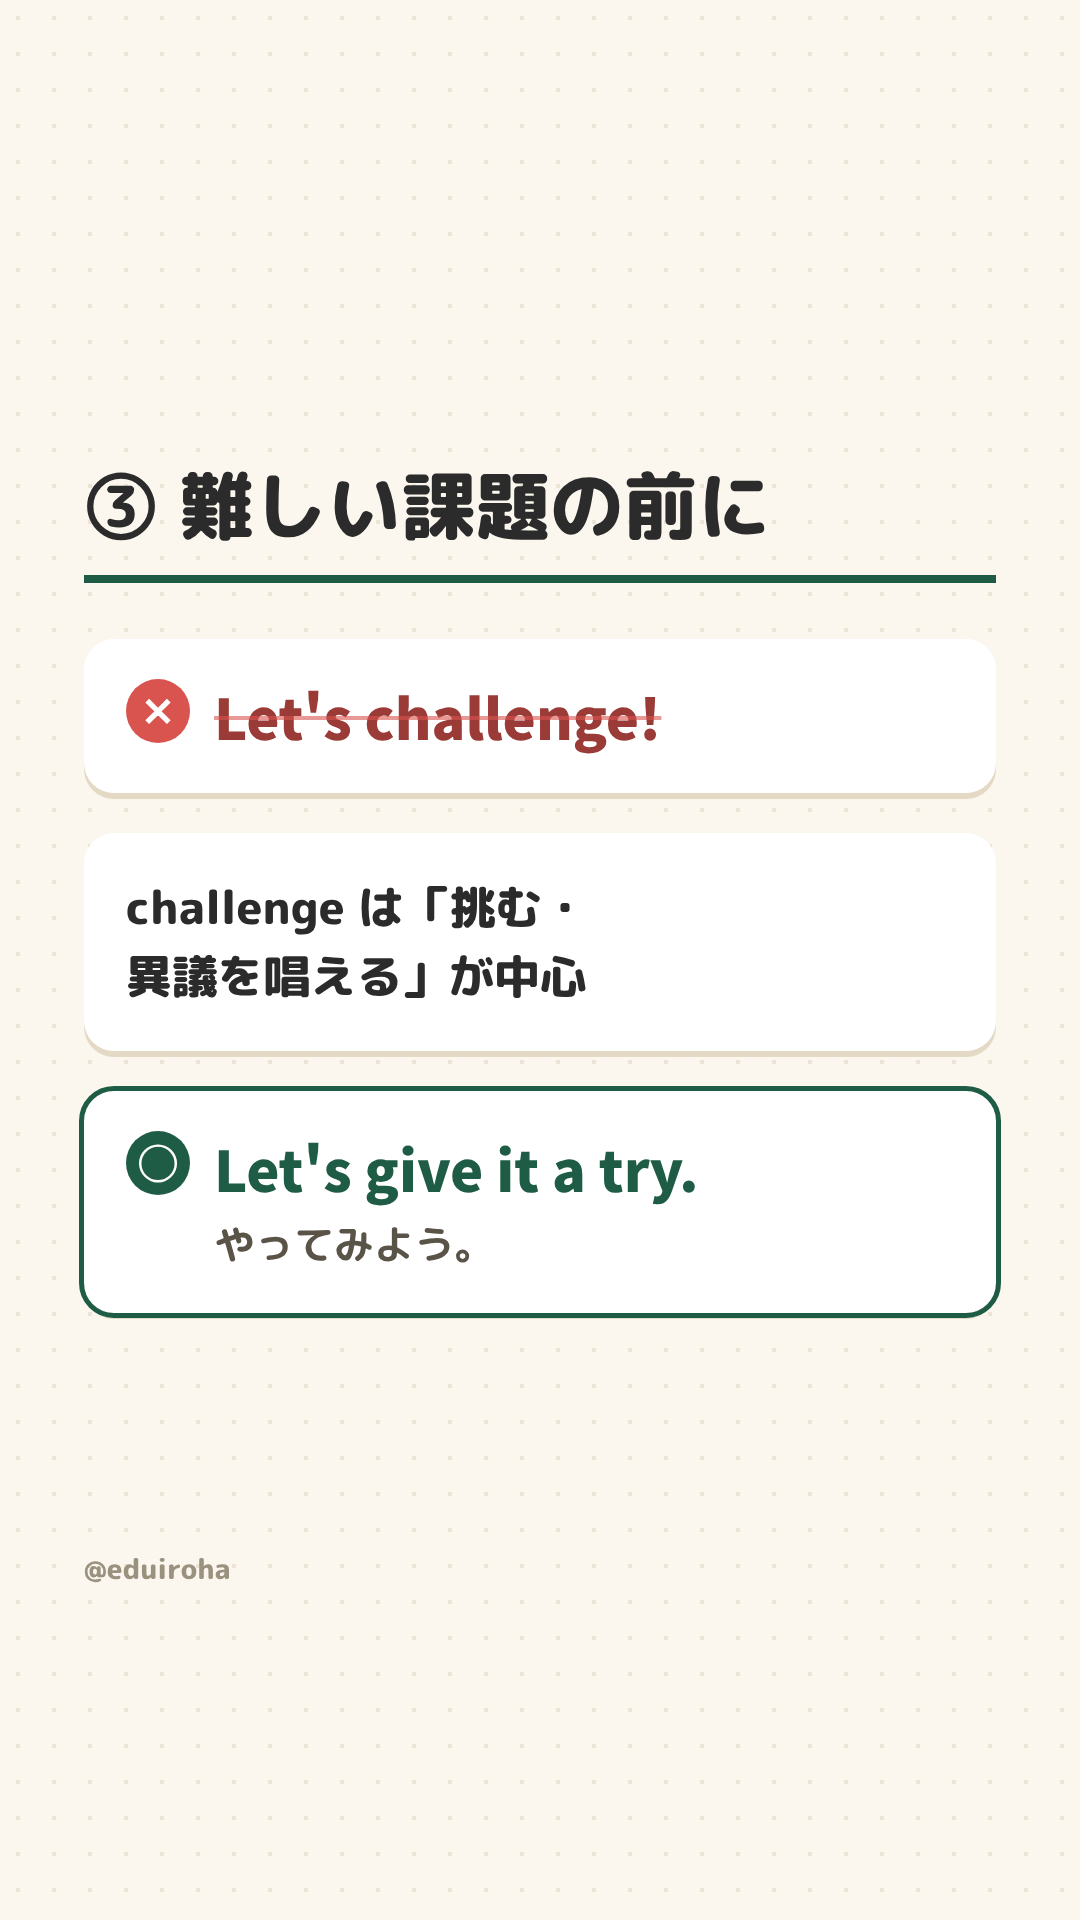 ③ 難しい課題の前に
✕ Let's challenge!
challenge は「挑む・
異議を唱える」が中心
◯ Let's give it a try.
やってみよう。
@eduiroha